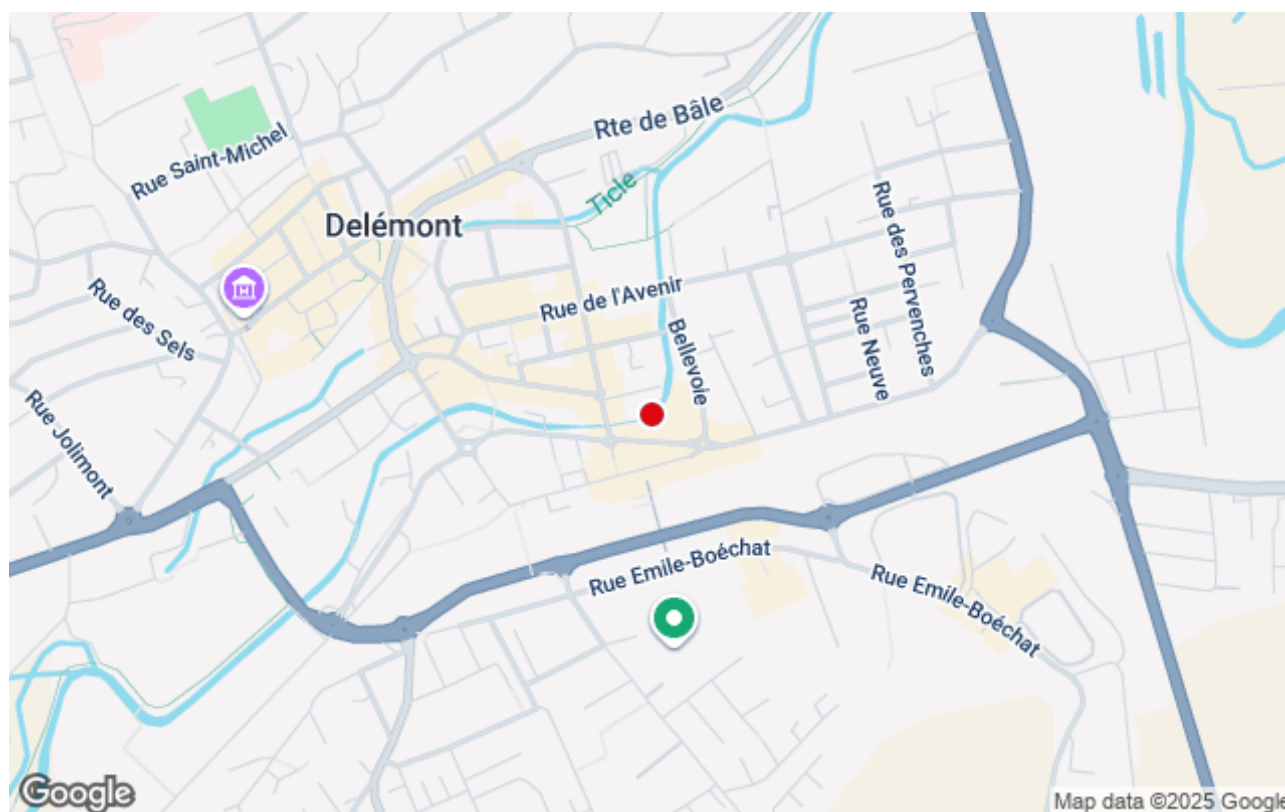 Rte de Bâle
Rue Saint-Michel
Ticle
Delémont
Rue des Pervenches
Rue de l'Avenir
Rue des Sels
Bellevoie
Rue Neuve
Rue Jolimont
Rue Emile-Boéchat
Rue Emile-Boéchat
Google
Map data ©2025 Google